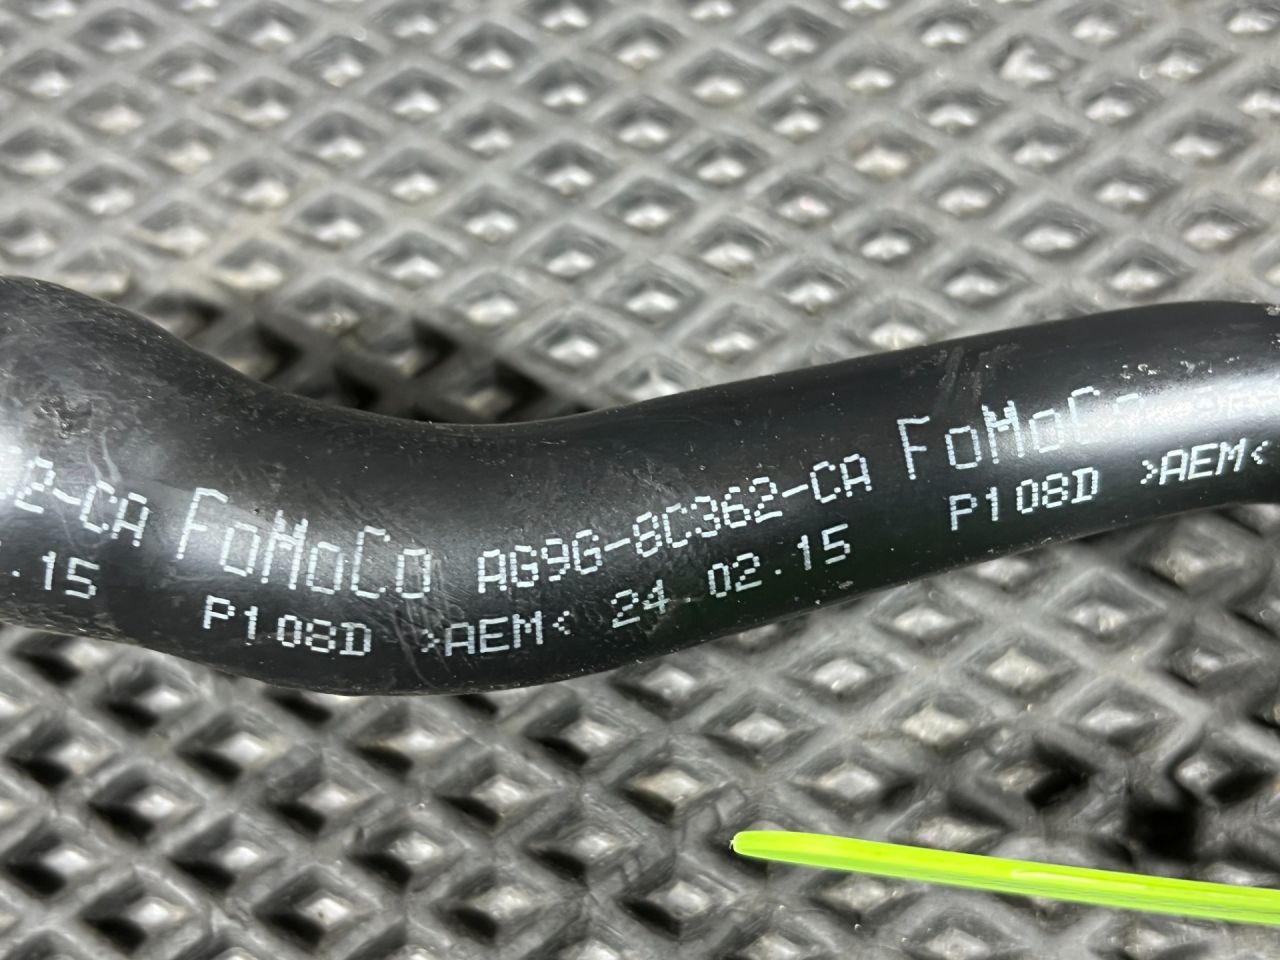 2-CA FoMoCo AG9G-8C362-CA FoMoCo
.15 P108D >AEM< 24.02.15 P108D >AEM<